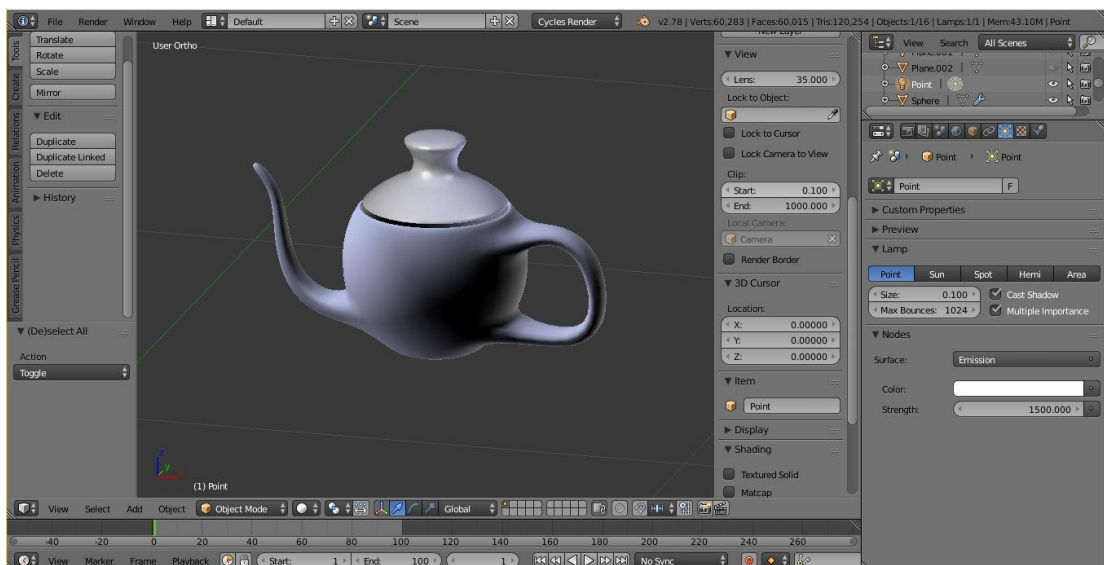 File Render Window Help Default Scene Cycles Render v2.78 | Verts:60,283 | Faces:60,015 | Tris:120,254 | Objects:1/16 | Lamps:1/1 | Mem:43.10M | Point
Tools
Create
Relations
Animation
Physics
Grease Pencil
Translate
Rotate
Scale
Mirror
Edit
Duplicate
Duplicate Linked
Delete
History
(De)select All
Action
Toggle
User Ortho
(1) Point
New Layer
View
Lens: 35.000
Lock to Object:
Lock to Cursor
Lock Camera to View
Clip:
Start: 0.100
End: 1000.000
Local Camera:
Camera
Render Border
3D Cursor
Location:
X: 0.00000
Y: 0.00000
Z: 0.00000
Item
Point
Display
Shading
Textured Solid
Matcap
View Search All Scenes
Plane.001
Plane.002
Point
Sphere
Point Point
Point F
Custom Properties
Preview
Lamp
Point Sun Spot Hemi Area
Size: 0.100 Cast Shadow
Max Bounces: 1024 Multiple Importance
Nodes
Surface: Emission
Color:
Strength: 1500.000
View Select Add Object Object Mode Global
-40 -20 0 20 40 60 80 100 120 140 160 180 200 220 240 260
View Marker Frame Playback Start: 1 End: 100 1 No Sync